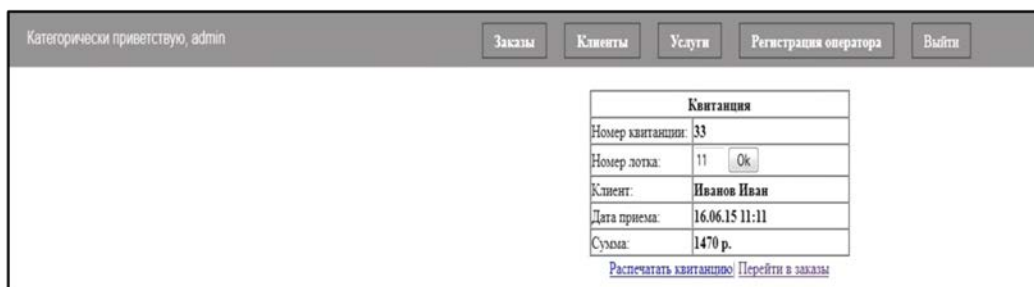 Категорически приветствую, admin Заказы Клиенты Услуги Регистрация оператора Выйти
Квитанция
Номер квитанции: 33
Номер лотка: 11 Ok
Клиент: Иванов Иван
Дата приема: 16.06.15 11:11
Сумма: 1470 р.
Распечатать квитанцию| Перейти в заказы